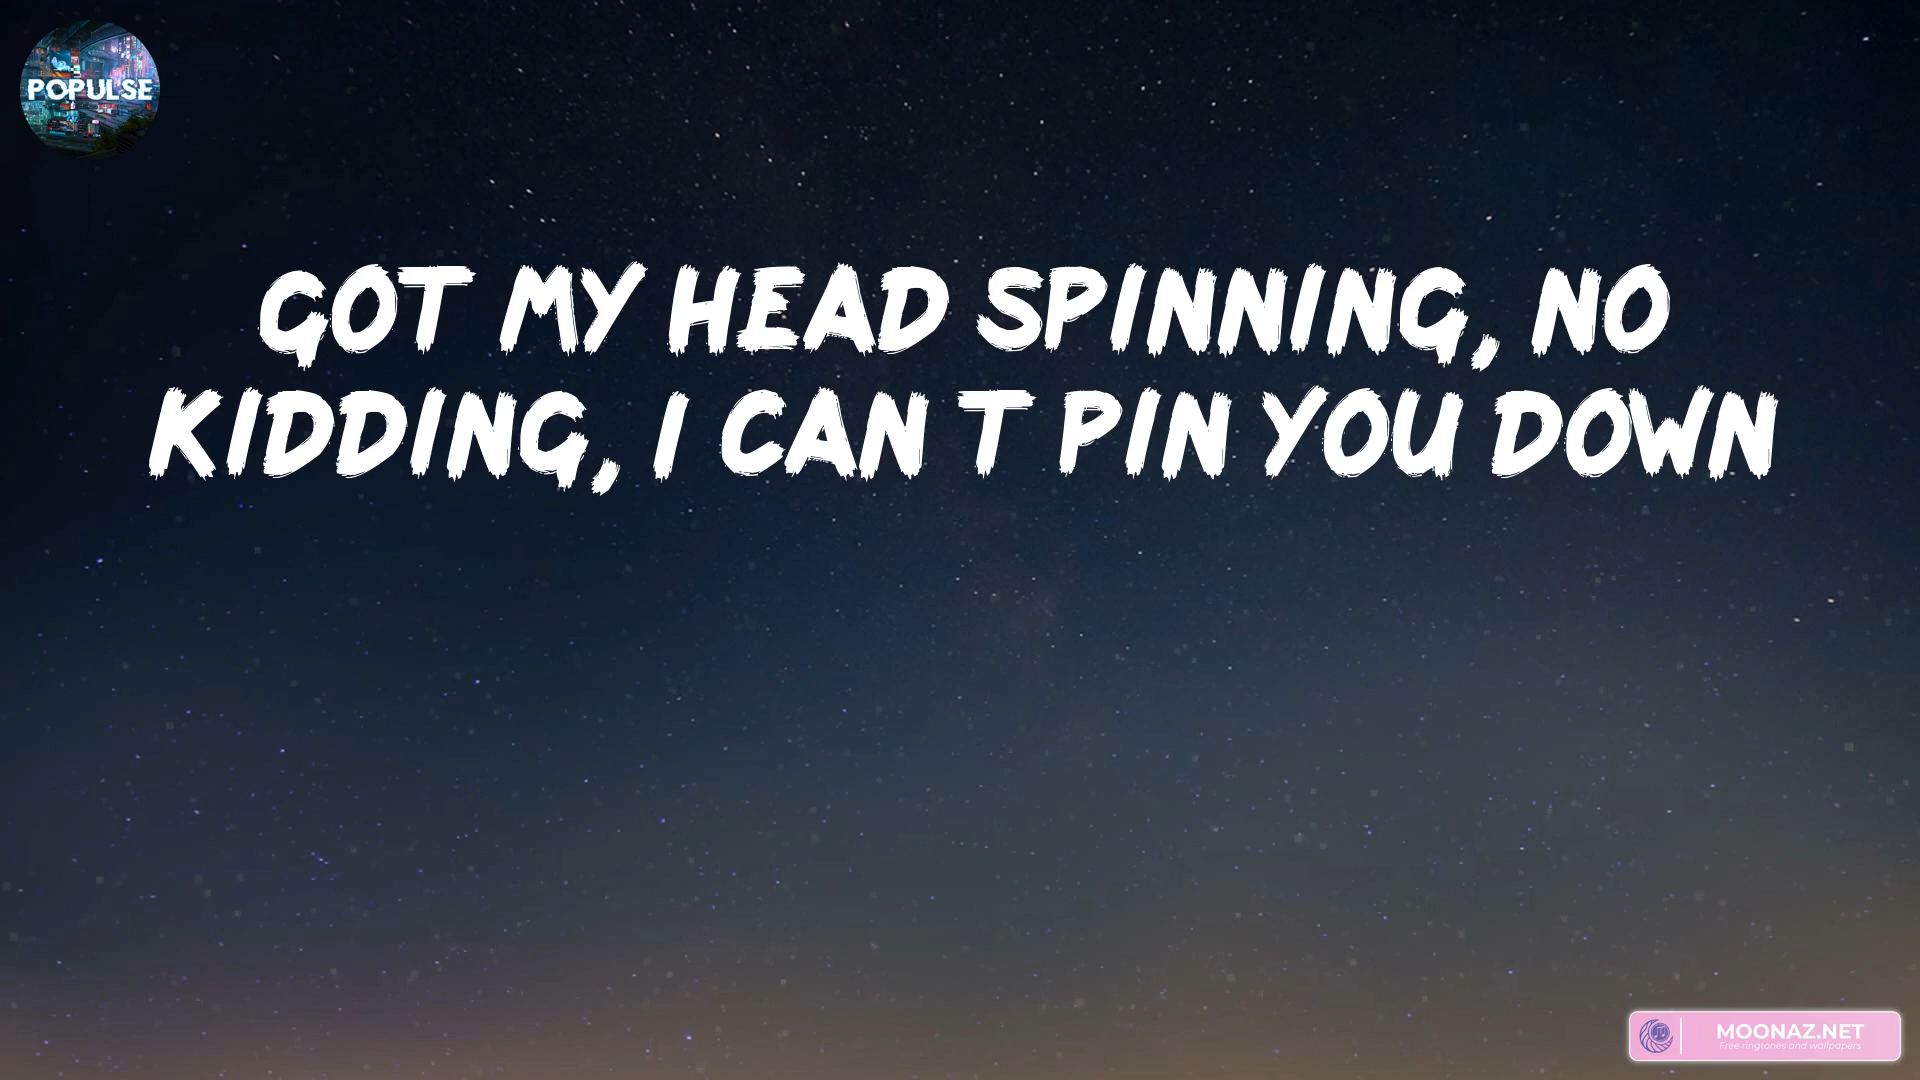 POPULSE
GOT MY HEAD SPINNING, NO
KIDDING, I CAN T PIN YOU DOWN
MOONAZ.NET
Free ringtones and wallpapers